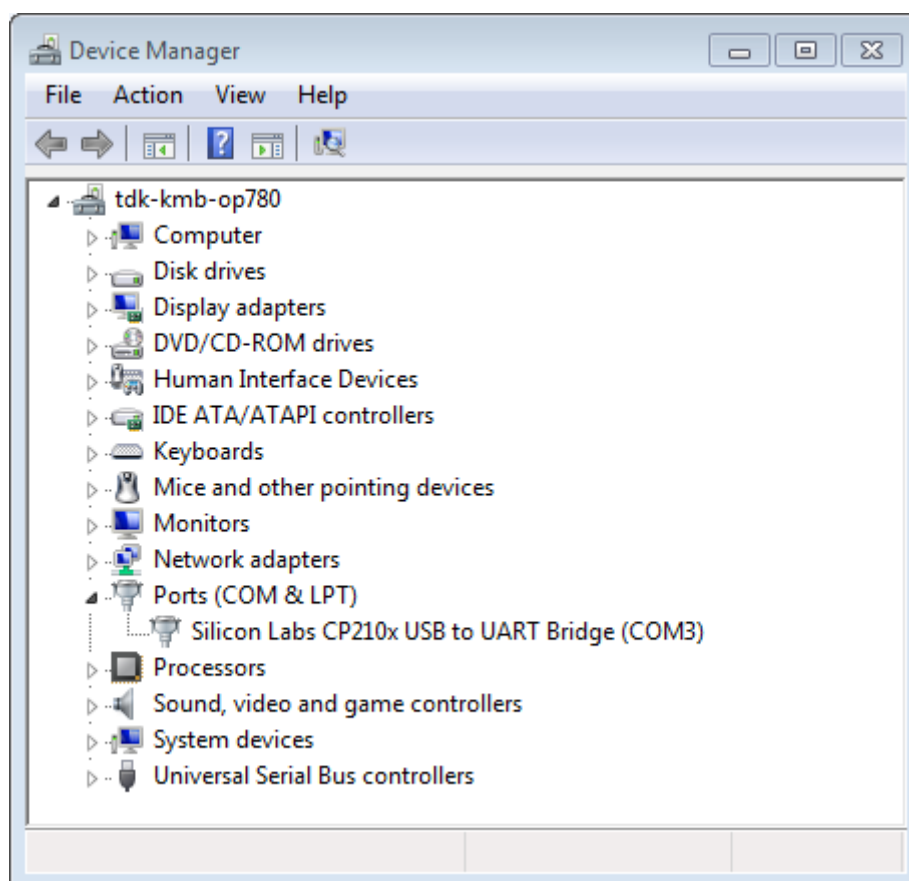 Device Manager
File Action View Help
tdk-kmb-op780
Computer
Disk drives
Display adapters
DVD/CD-ROM drives
Human Interface Devices
IDE ATA/ATAPI controllers
Keyboards
Mice and other pointing devices
Monitors
Network adapters
Ports (COM & LPT)
Silicon Labs CP210x USB to UART Bridge (COM3)
Processors
Sound, video and game controllers
System devices
Universal Serial Bus controllers